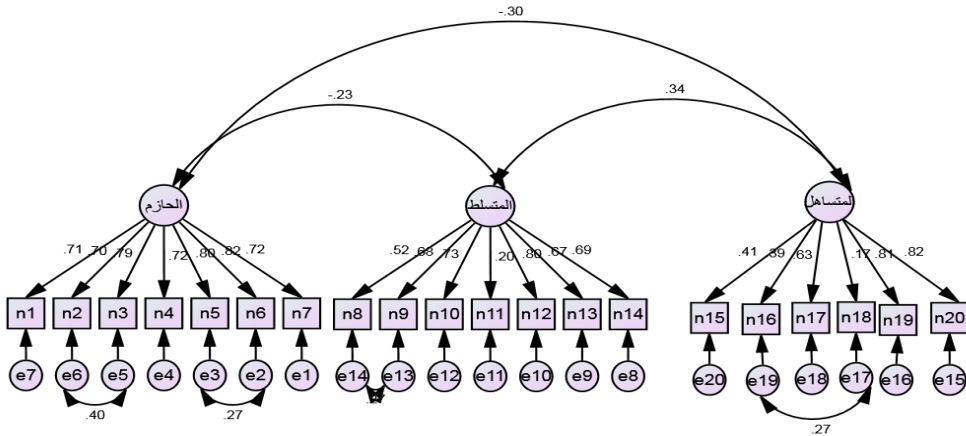 -.30
-.23 .34
الحازم المتسلط لمتساهل
.71 .70 .79 .72 .80 .82 .72 .52 .68 .73 .20 .80 .67 .69 .41 .39 .63 .17 .81 .82
n1 n2 n3 n4 n5 n6 n7 n8 n9 n10 n11 n12 n13 n14 n15 n16 n17 n18 n19 n20
e7 e6 e5 e4 e3 e2 e1 e14 e13 e12 e11 e10 e9 e8 e20 e19 e18 e17 e16 e15
.40 .27 .27